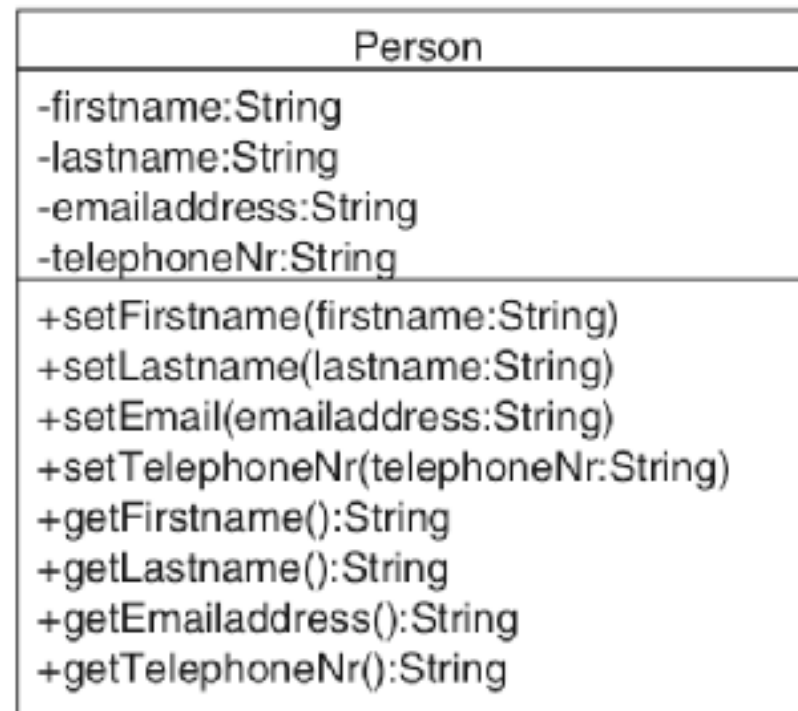 Person
-firstname:String
-lastname:String
-emailaddress:String
-telephoneNr:String
+setFirstname(firstname:String)
+setLastname(lastname:String)
+setEmail(emailaddress:String)
+setTelephoneNr(telephoneNr:String)
+getFirstname():String
+getLastname():String
+getEmailaddress():String
+getTelephoneNr():String